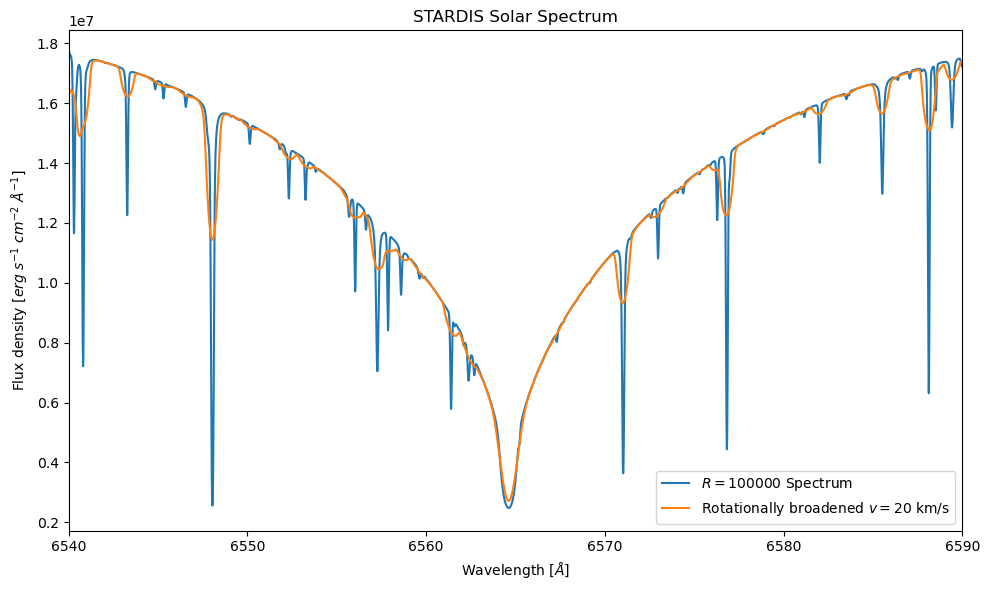 STARDIS Solar Spectrum
1e7
1.8
1.6
1.4
1.2
1.0
0.8
0.6
0.4
0.2
Flux density [erg s⁻¹ cm⁻² Å⁻¹]
R = 100000 Spectrum
Rotationally broadened v = 20 km/s
6540 6550 6560 6570 6580 6590
Wavelength [Å]